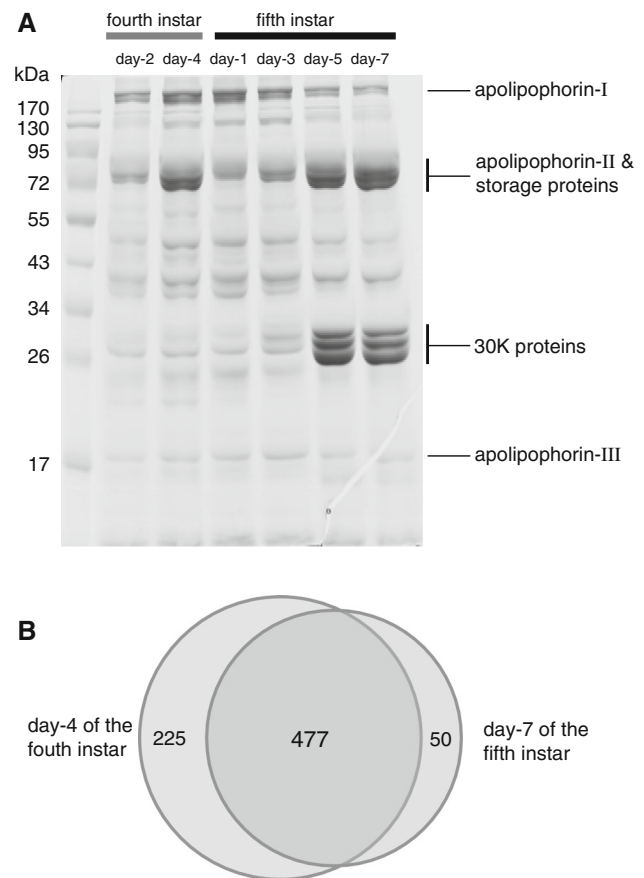 A
fourth instar
fifth instar
day-2 day-4 day-1 day-3 day-5 day-7
kDa
170
130
95
72
55
43
34
26
17
apolipophorin-I
apolipophorin-II &
storage proteins
30K proteins
apolipophorin-III
B
day-4 of the
fouth instar
225
477
50
day-7 of the
fifth instar